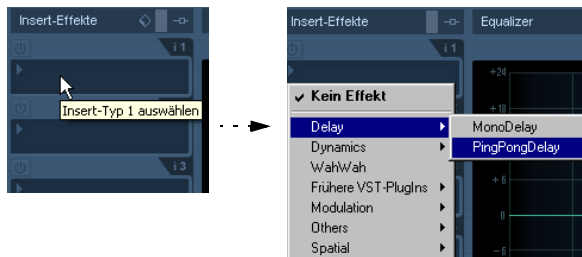 Insert-Effekte
i 1
Insert-Typ 1 auswählen
i 3
Insert-Effekte
Equalizer
i 1
+24
Kein Effekt
+18
Delay
MonoDelay
Dynamics
PingPongDelay
WahWah
Frühere VST-PlugIns
+ 6
Modulation
Others
0
Spatial
- 6